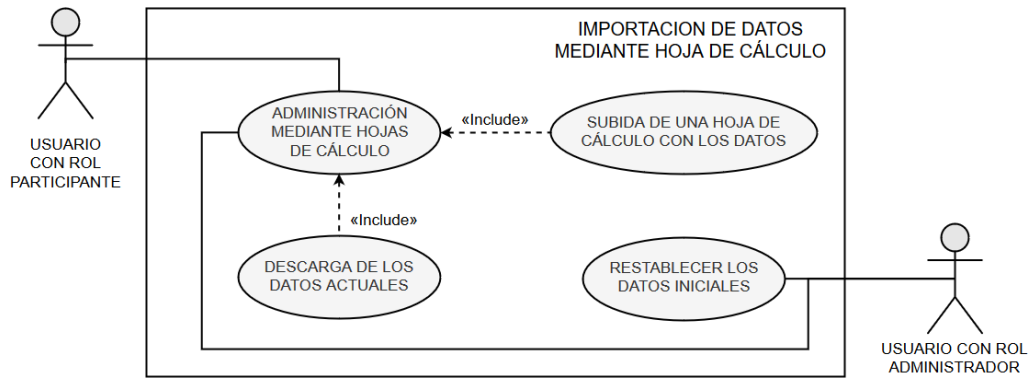 IMPORTACION DE DATOS
MEDIANTE HOJA DE CÁLCULO
USUARIO
CON ROL
PARTICIPANTE
ADMINISTRACIÓN
MEDIANTE HOJAS
DE CÁLCULO
«Include»
SUBIDA DE UNA HOJA DE
CÁLCULO CON LOS DATOS
«Include»
DESCARGA DE LOS
DATOS ACTUALES
RESTABLECER LOS
DATOS INICIALES
USUARIO CON ROL
ADMINISTRADOR